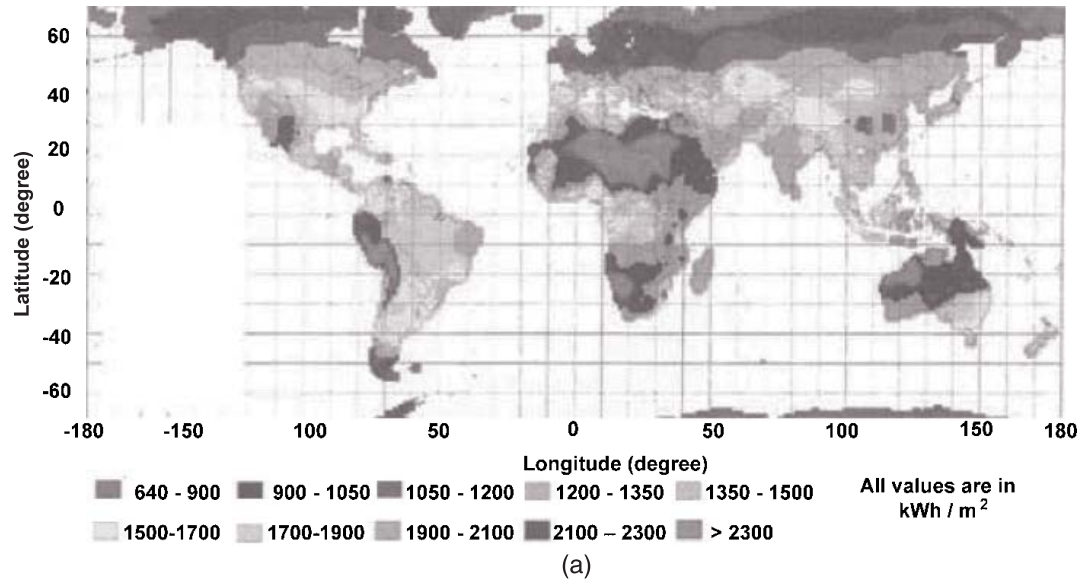 60
40
20
0
-20
-40
-60
Latitude (degree)
-180 -150 100 50 0 50 100 150 180
Longitude (degree)
640 - 900 900 - 1050 1050 - 1200 1200 - 1350 1350 - 1500
1500-1700 1700-1900 1900 - 2100 2100 – 2300 > 2300
All values are in
kWh / m²
(a)